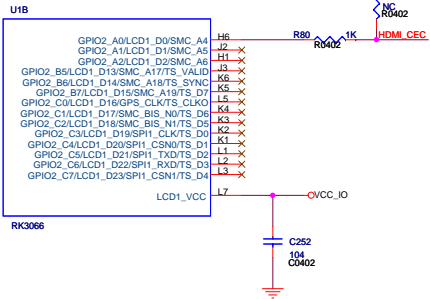 U1B
NC
R0402
GPIO2_A0/LCD1_D0/SMC_A4 H6 R80 1K HDMI_CEC
R0402
GPIO2_A1/LCD1_D1/SMC_A5 J2
GPIO2_A2/LCD1_D2/SMC_A6 H1
GPIO2_B5/LCD1_D13/SMC_A17/TS_VALID J3
GPIO2_B6/LCD1_D14/SMC_A18/TS_SYNC K6
GPIO2_B7/LCD1_D15/SMC_A19/TS_D7 K5
GPIO2_C0/LCD1_D16/GPS_CLK/TS_CLKO L5
GPIO2_C1/LCD1_D17/SMC_BIS_N0/TS_D6 K4
GPIO2_C2/LCD1_D18/SMC_BIS_N1/TS_D5 K3
GPIO2_C3/LCD1_D19/SPI1_CLK/TS_D0 K2
GPIO2_C4/LCD1_D20/SPI1_CSN0/TS_D1 K1
GPIO2_C5/LCD1_D21/SPI1_TXD/TS_D2 L1
GPIO2_C6/LCD1_D22/SPI1_RXD/TS_D3 L2
GPIO2_C7/LCD1_D23/SPI1_CSN1/TS_D4 L3
LCD1_VCC L7 VCC_IO
RK3066
C252
104
C0402